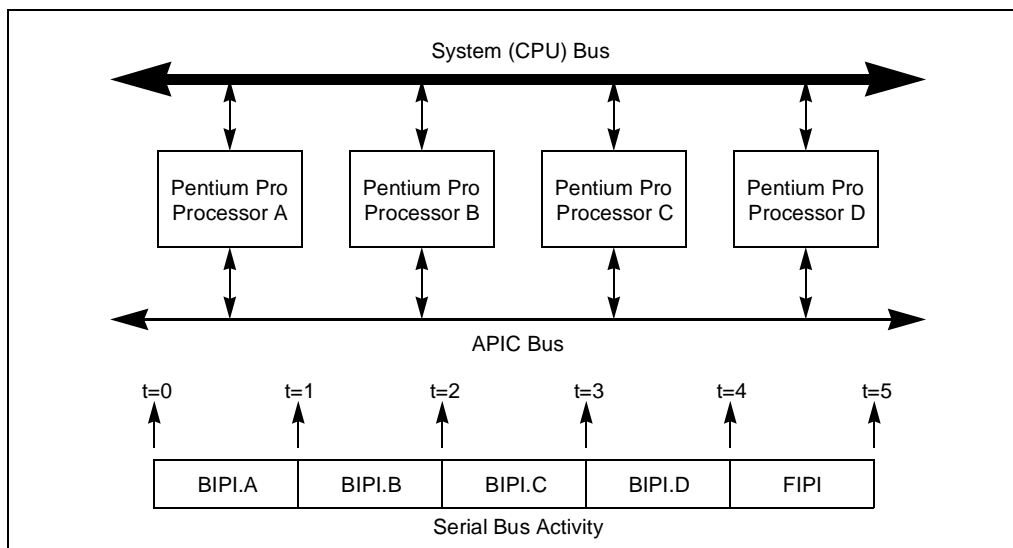 System (CPU) Bus
Pentium Pro
Processor A
Pentium Pro
Processor B
Pentium Pro
Processor C
Pentium Pro
Processor D
APIC Bus
t=0 t=1 t=2 t=3 t=4 t=5
BIPI.A BIPI.B BIPI.C BIPI.D FIPI
Serial Bus Activity